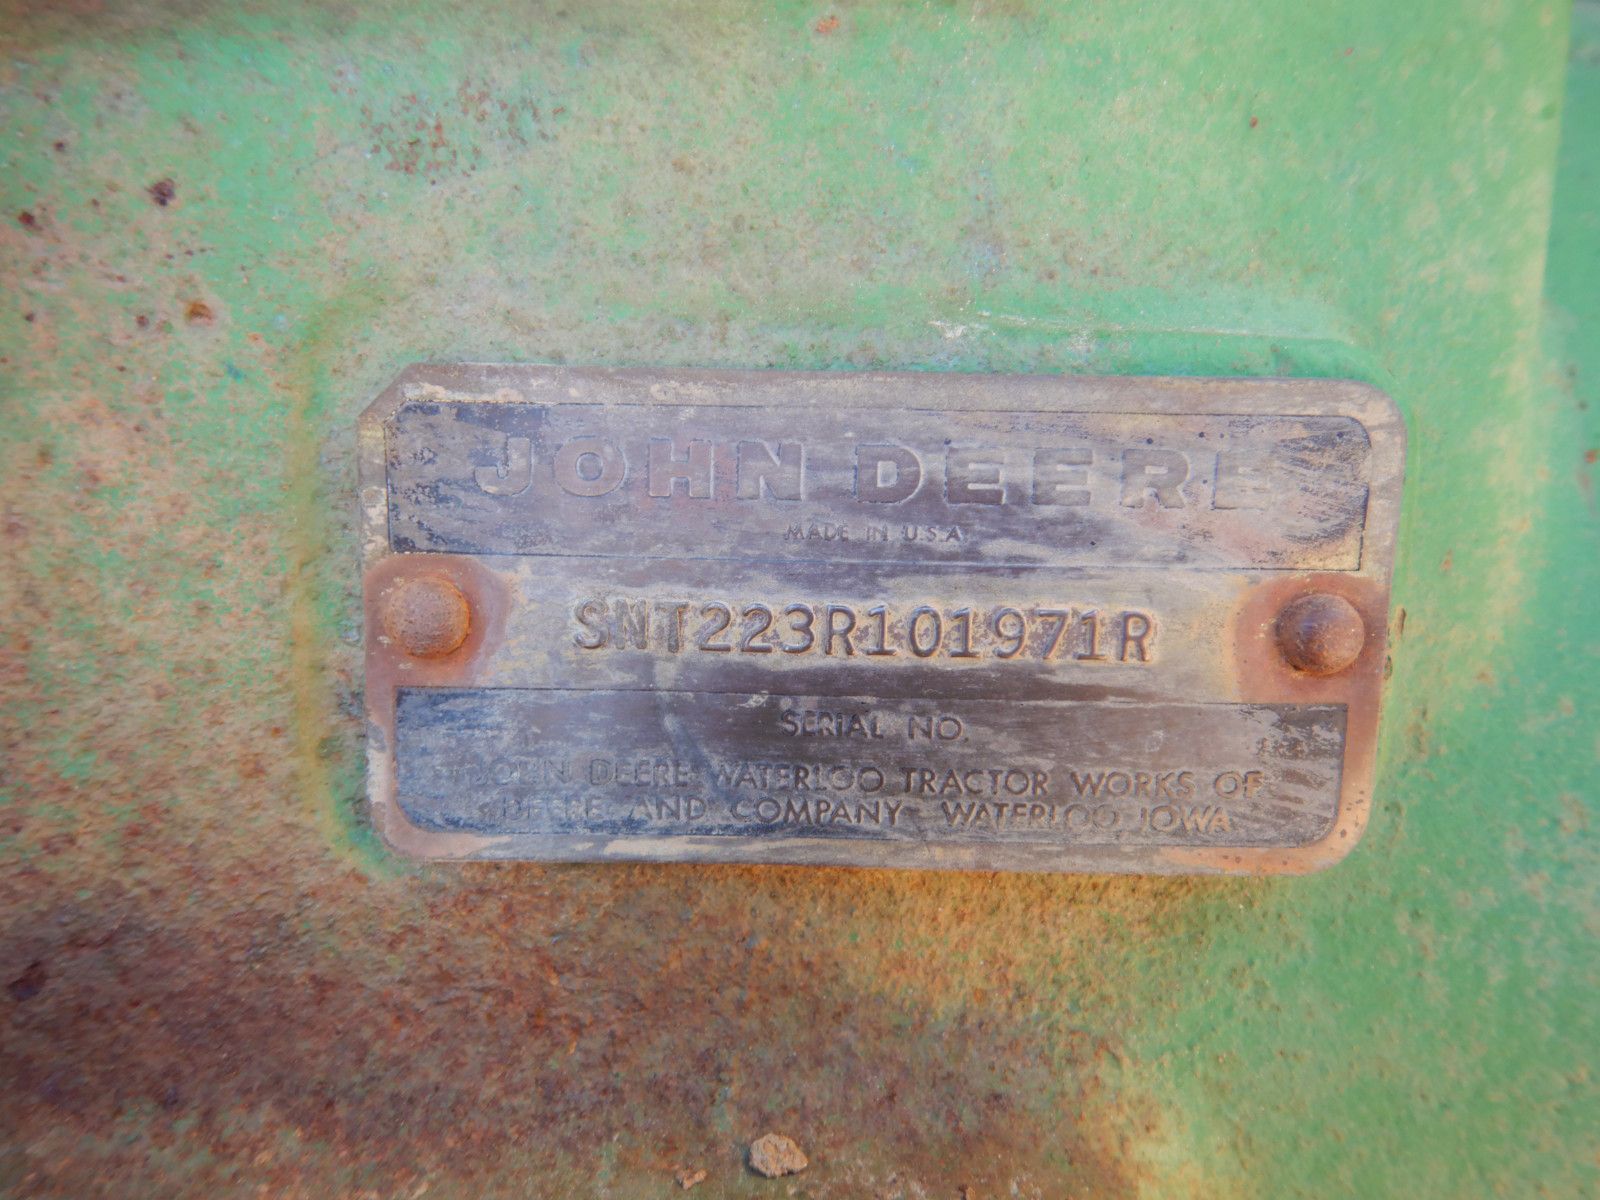 JOHN DEERE
MADE IN U.S.A
SNT223R101971R
SERIAL NO.
JOHN DEERE WATERLOO TRACTOR WORKS OF
DEERE AND COMPANY WATERLOO IOWA